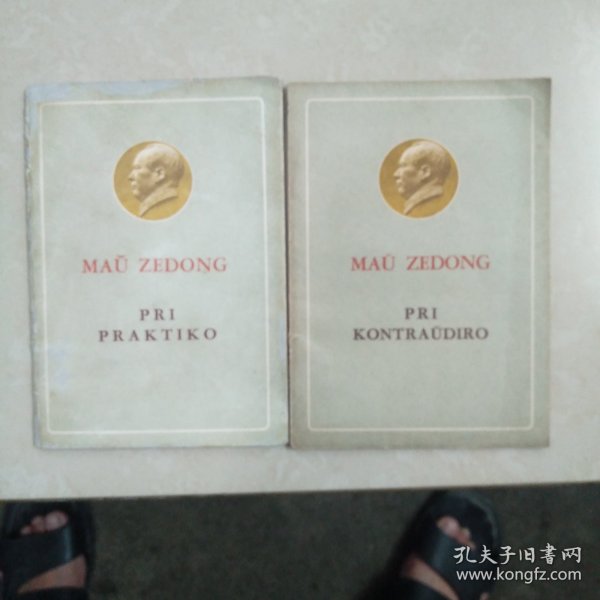 MAŬ ZEDONG
PRI
PRAKTIKO
MAŬ ZEDONG
PRI
KONTRAŬDIRO
孔夫子旧书网
www.kongfz.com